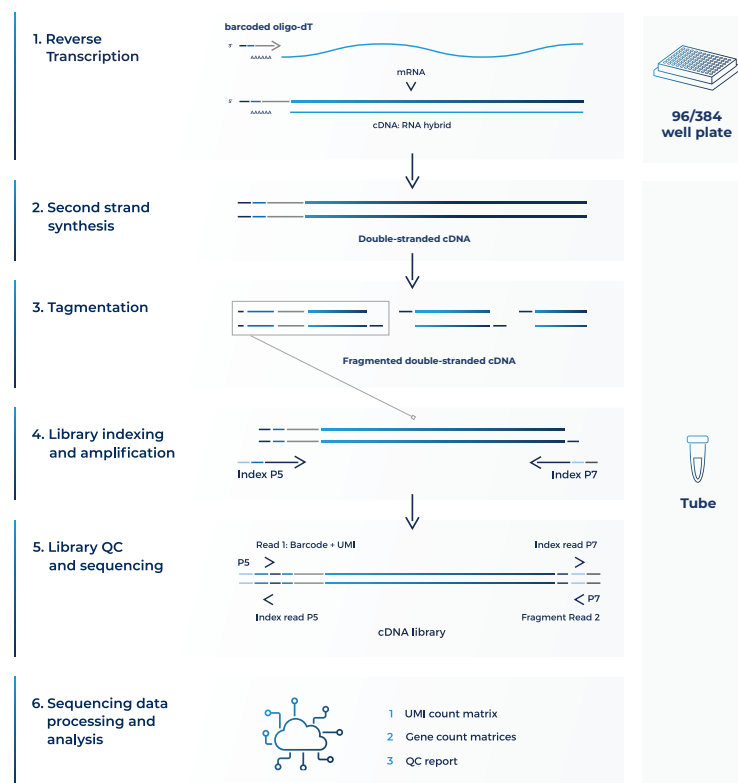 1. Reverse
Transcription
barcoded oligo-dT
5'
AAAAAA
mRNA
5'
AAAAAA
cDNA: RNA hybrid
96/384
well plate
2. Second strand
synthesis
Double-stranded cDNA
3. Tagmentation
Fragmented double-stranded cDNA
4. Library indexing
and amplification
Index P5
Index P7
Tube
5. Library QC
and sequencing
Read 1: Barcode + UMI
Index read P7
P5
P7
Index read P5
Fragment Read 2
cDNA library
6. Sequencing data
processing and
analysis
1 UMI count matrix
2 Gene count matrices
3 QC report